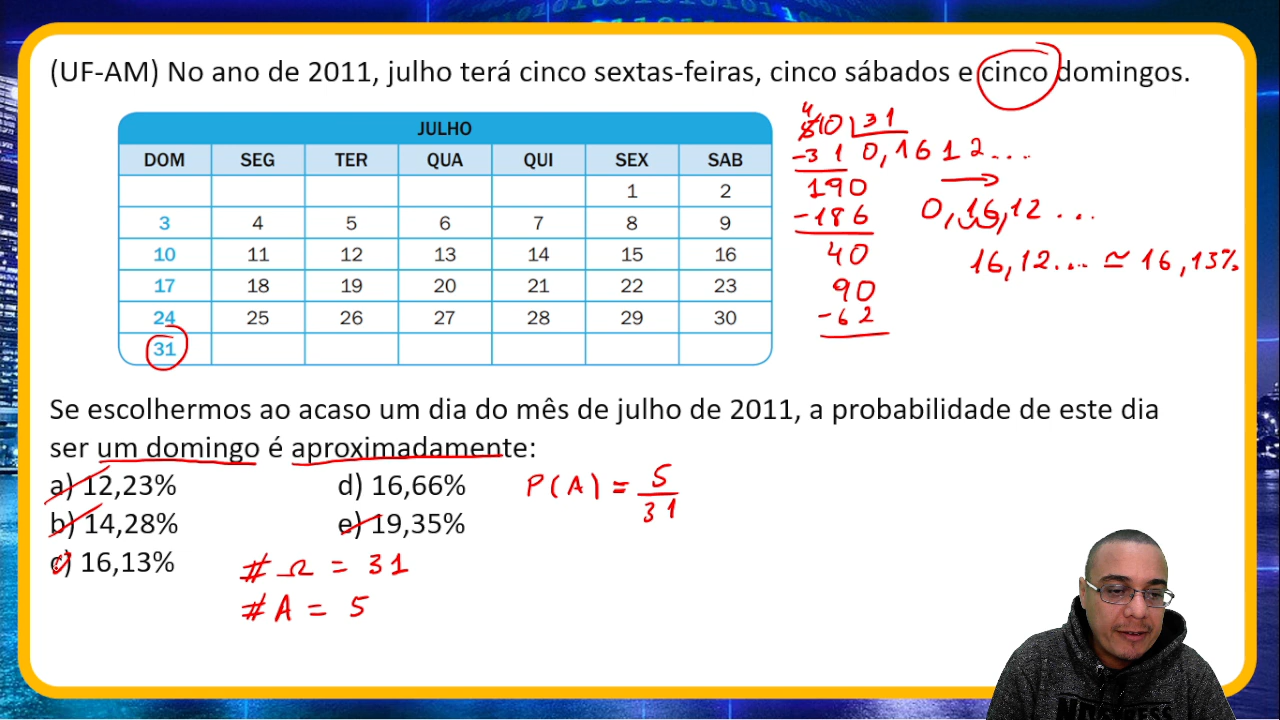 (UF-AM) No ano de 2011, julho terá cinco sextas-feiras, cinco sábados e cinco domingos.
JULHO
DOM SEG TER QUA QUI SEX SAB
1 2
3 4 5 6 7 8 9
10 11 12 13 14 15 16
17 18 19 20 21 22 23
24 25 26 27 28 29 30
31
4
510 31
-31 0,1612...
190
-186 0,16,12...
40 16,12... ≃ 16,13%
90
-62
Se escolhermos ao acaso um dia do mês de julho de 2011, a probabilidade de este dia
ser um domingo é aproximadamente:
a) 12,23% d) 16,66% P(A) = 5/31
b) 14,28% e) 19,35%
c) 16,13% #Ω = 31
#A = 5